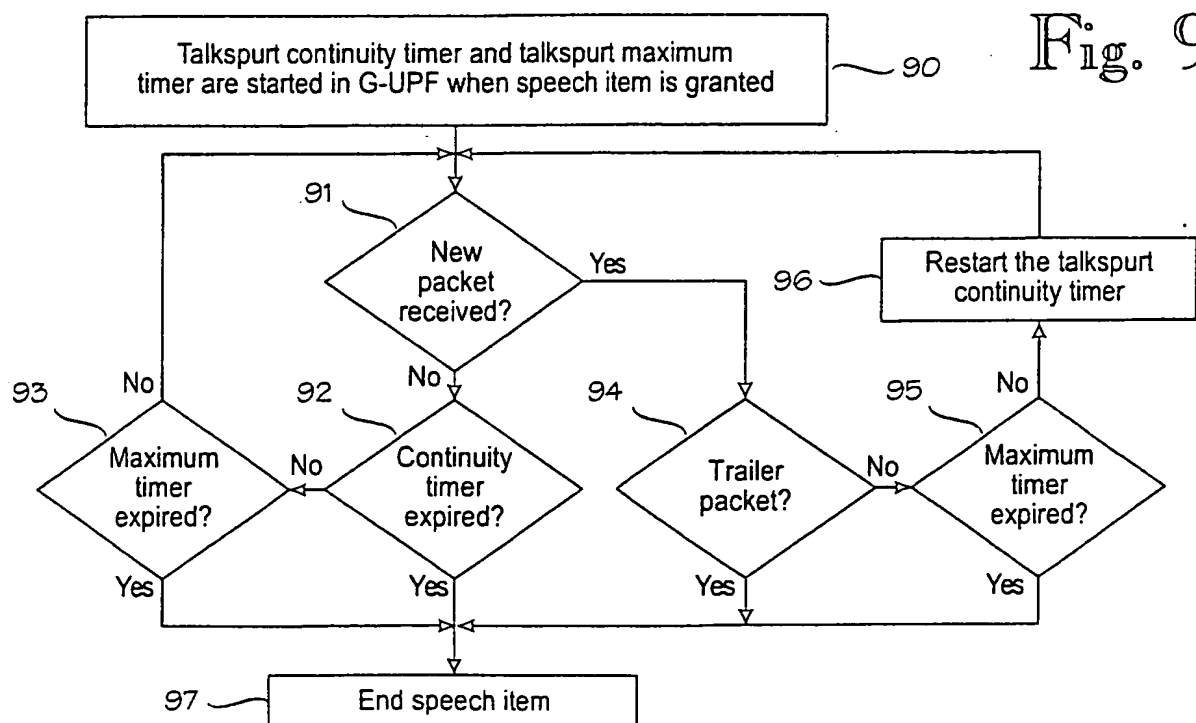 Fig. 9
Talkspurt continuity timer and talkspurt maximum
timer are started in G-UPF when speech item is granted
90
91
New
packet
received?
Yes
No
96
Restart the talkspurt
continuity timer
93
No
Maximum
timer
expired?
Yes
92
No
Continuity
timer
expired?
Yes
94
Trailer
packet?
No
Yes
95
No
Maximum
timer
expired?
Yes
97
End speech item